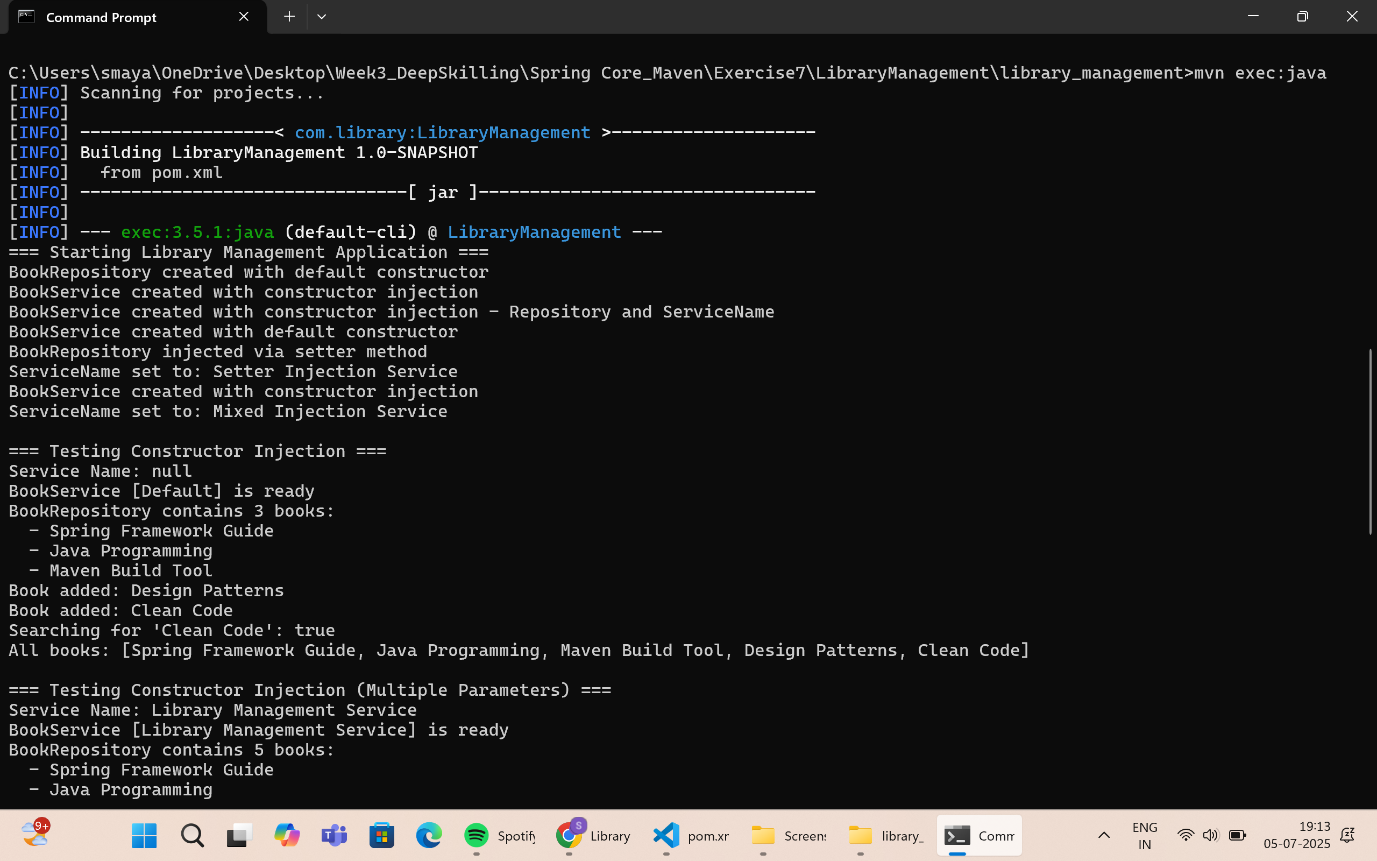 Command Prompt
C:\Users\smaya\OneDrive\Desktop\Week3_DeepSkilling\Spring Core_Maven\Exercise7\LibraryManagement\library_management>mvn exec:java
[INFO] Scanning for projects...
[INFO]
[INFO] -------------------< com.library:LibraryManagement >--------------------
[INFO] Building LibraryManagement 1.0-SNAPSHOT
[INFO]   from pom.xml
[INFO] --------------------------------[ jar ]---------------------------------
[INFO]
[INFO] --- exec:3.5.1:java (default-cli) @ LibraryManagement ---
=== Starting Library Management Application ===
BookRepository created with default constructor
BookService created with constructor injection
BookService created with constructor injection - Repository and ServiceName
BookService created with default constructor
BookRepository injected via setter method
ServiceName set to: Setter Injection Service
BookService created with constructor injection
ServiceName set to: Mixed Injection Service
=== Testing Constructor Injection ===
Service Name: null
BookService [Default] is ready
BookRepository contains 3 books:
  - Spring Framework Guide
  - Java Programming
  - Maven Build Tool
Book added: Design Patterns
Book added: Clean Code
Searching for 'Clean Code': true
All books: [Spring Framework Guide, Java Programming, Maven Build Tool, Design Patterns, Clean Code]
=== Testing Constructor Injection (Multiple Parameters) ===
Service Name: Library Management Service
BookService [Library Management Service] is ready
BookRepository contains 5 books:
  - Spring Framework Guide
  - Java Programming
9+
S
Spotify
Library
pom.xr
Screens
library_
Comm
ENG
IN
19:13
05-07-2025